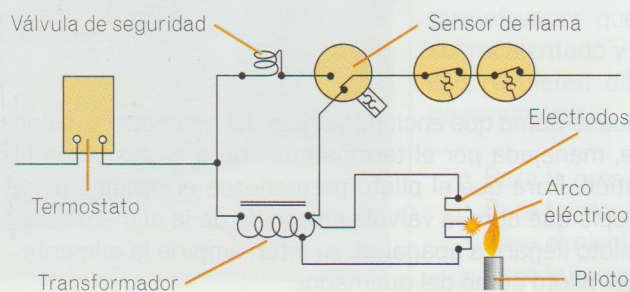 Válvula de seguridad
Sensor de flama
Electrodos
Termostato
Arco
eléctrico
Transformador
Piloto